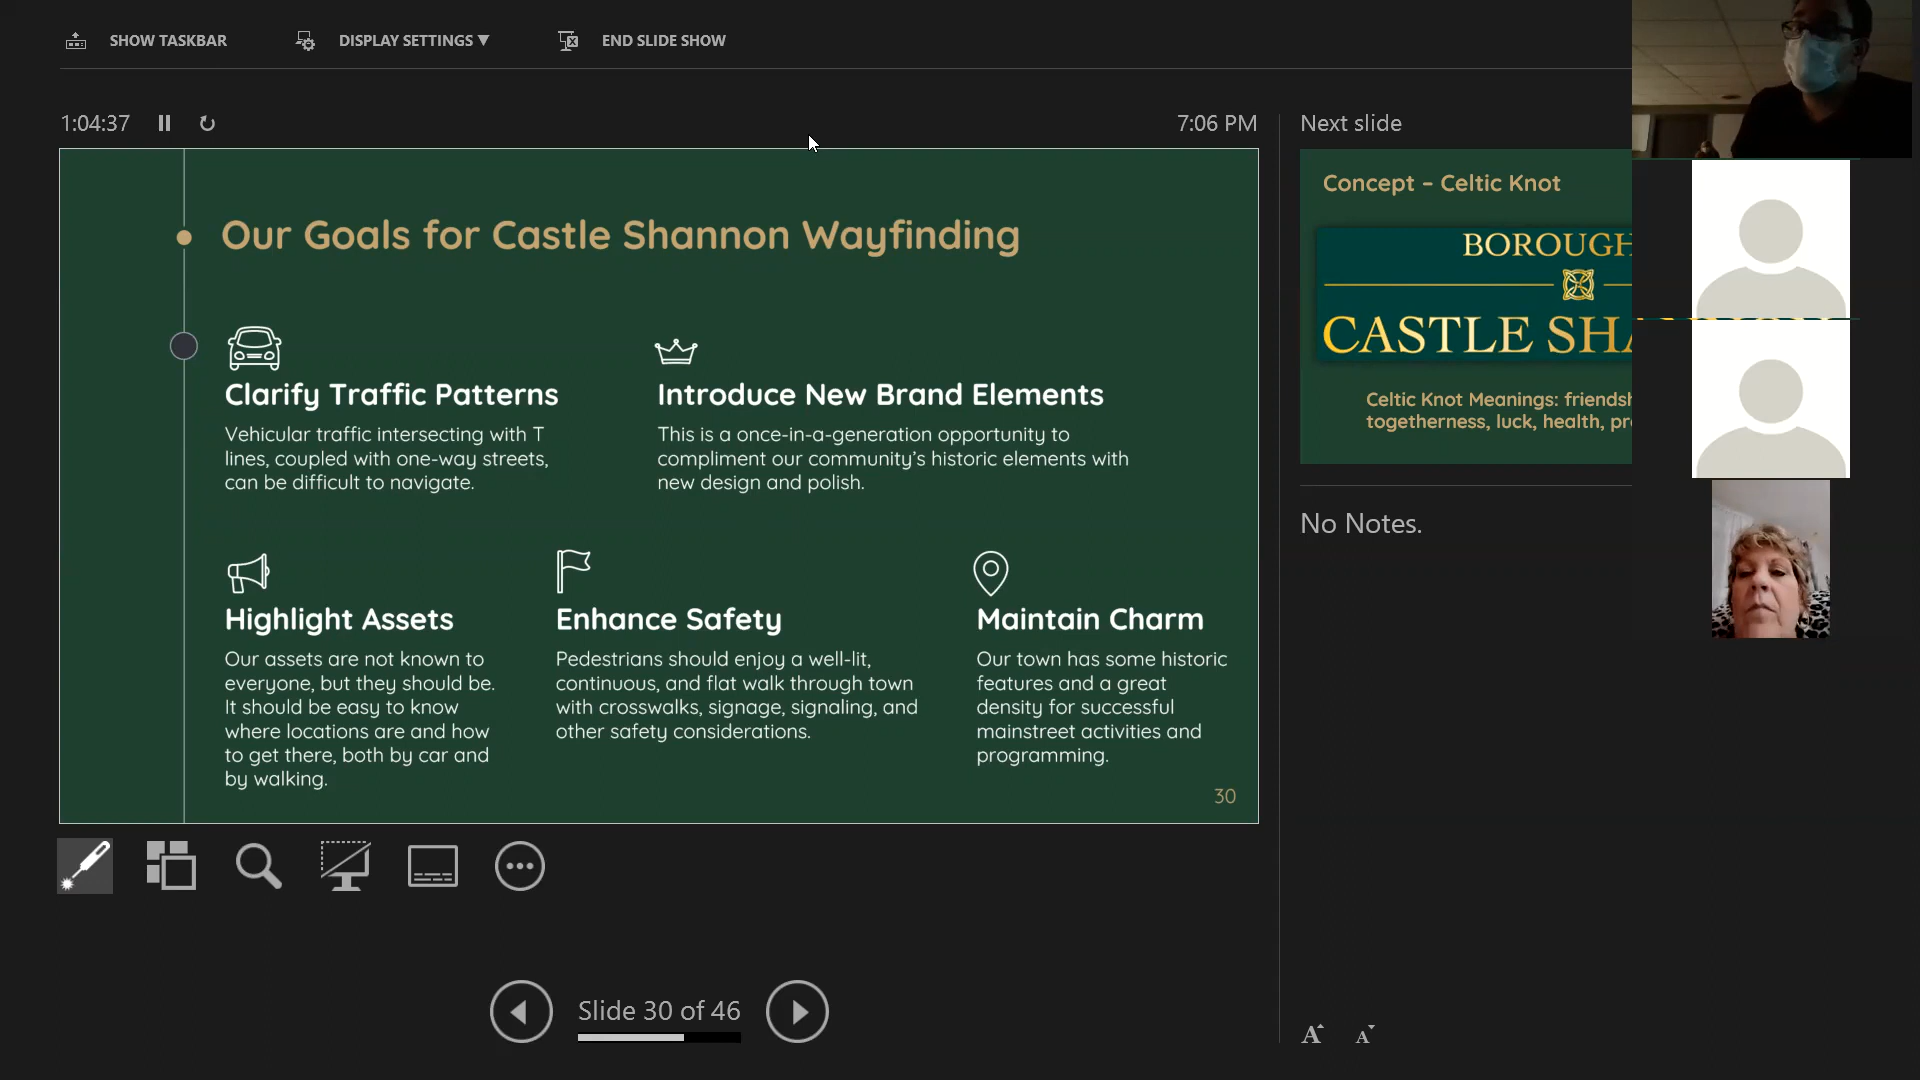 SHOW TASKBAR
DISPLAY SETTINGS ▼
END SLIDE SHOW
1:04:37
7:06 PM
Next slide
Our Goals for Castle Shannon Wayfinding
Clarify Traffic Patterns
Vehicular traffic intersecting with T
lines, coupled with one-way streets,
can be difficult to navigate.
Introduce New Brand Elements
This is a once-in-a-generation opportunity to
compliment our community's historic elements with
new design and polish.
Highlight Assets
Our assets are not known to
everyone, but they should be.
It should be easy to know
where locations are and how
to get there, both by car and
by walking.
Enhance Safety
Pedestrians should enjoy a well-lit,
continuous, and flat walk through town
with crosswalks, signage, signaling, and
other safety considerations.
Maintain Charm
Our town has some historic
features and a great
density for successful
mainstreet activities and
programming.
30
Concept – Celtic Knot
BOROUGH
CASTLE SHA
Celtic Knot Meanings: friendsh
togetherness, luck, health, pr
No Notes.
Slide 30 of 46
A A